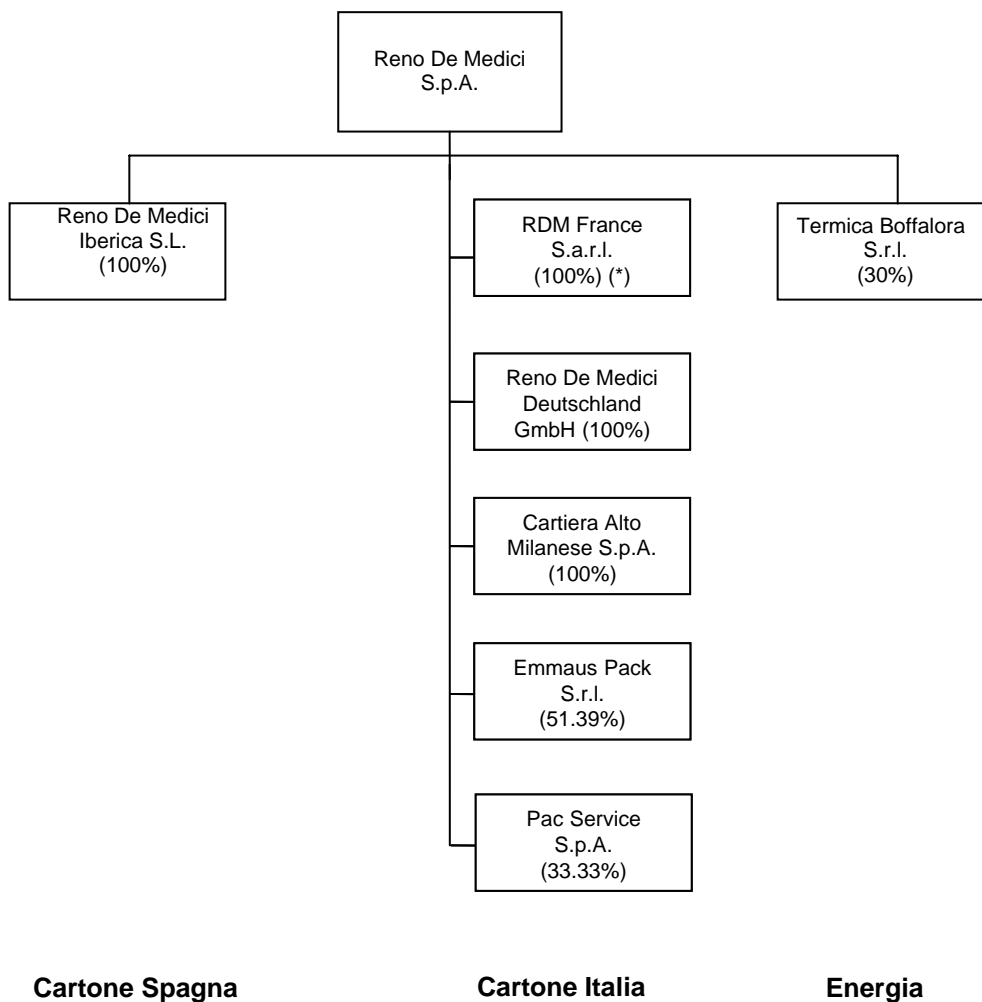 Reno De Medici
S.p.A.
Reno De Medici
Iberica S.L.
(100%)
RDM France
S.a.r.l.
(100%) (*)
Termica Boffalora
S.r.l.
(30%)
Reno De Medici
Deutschland
GmbH (100%)
Cartiera Alto
Milanese S.p.A.
(100%)
Emmaus Pack
S.r.l.
(51.39%)
Pac Service
S.p.A.
(33.33%)
Cartone Spagna
Cartone Italia
Energia